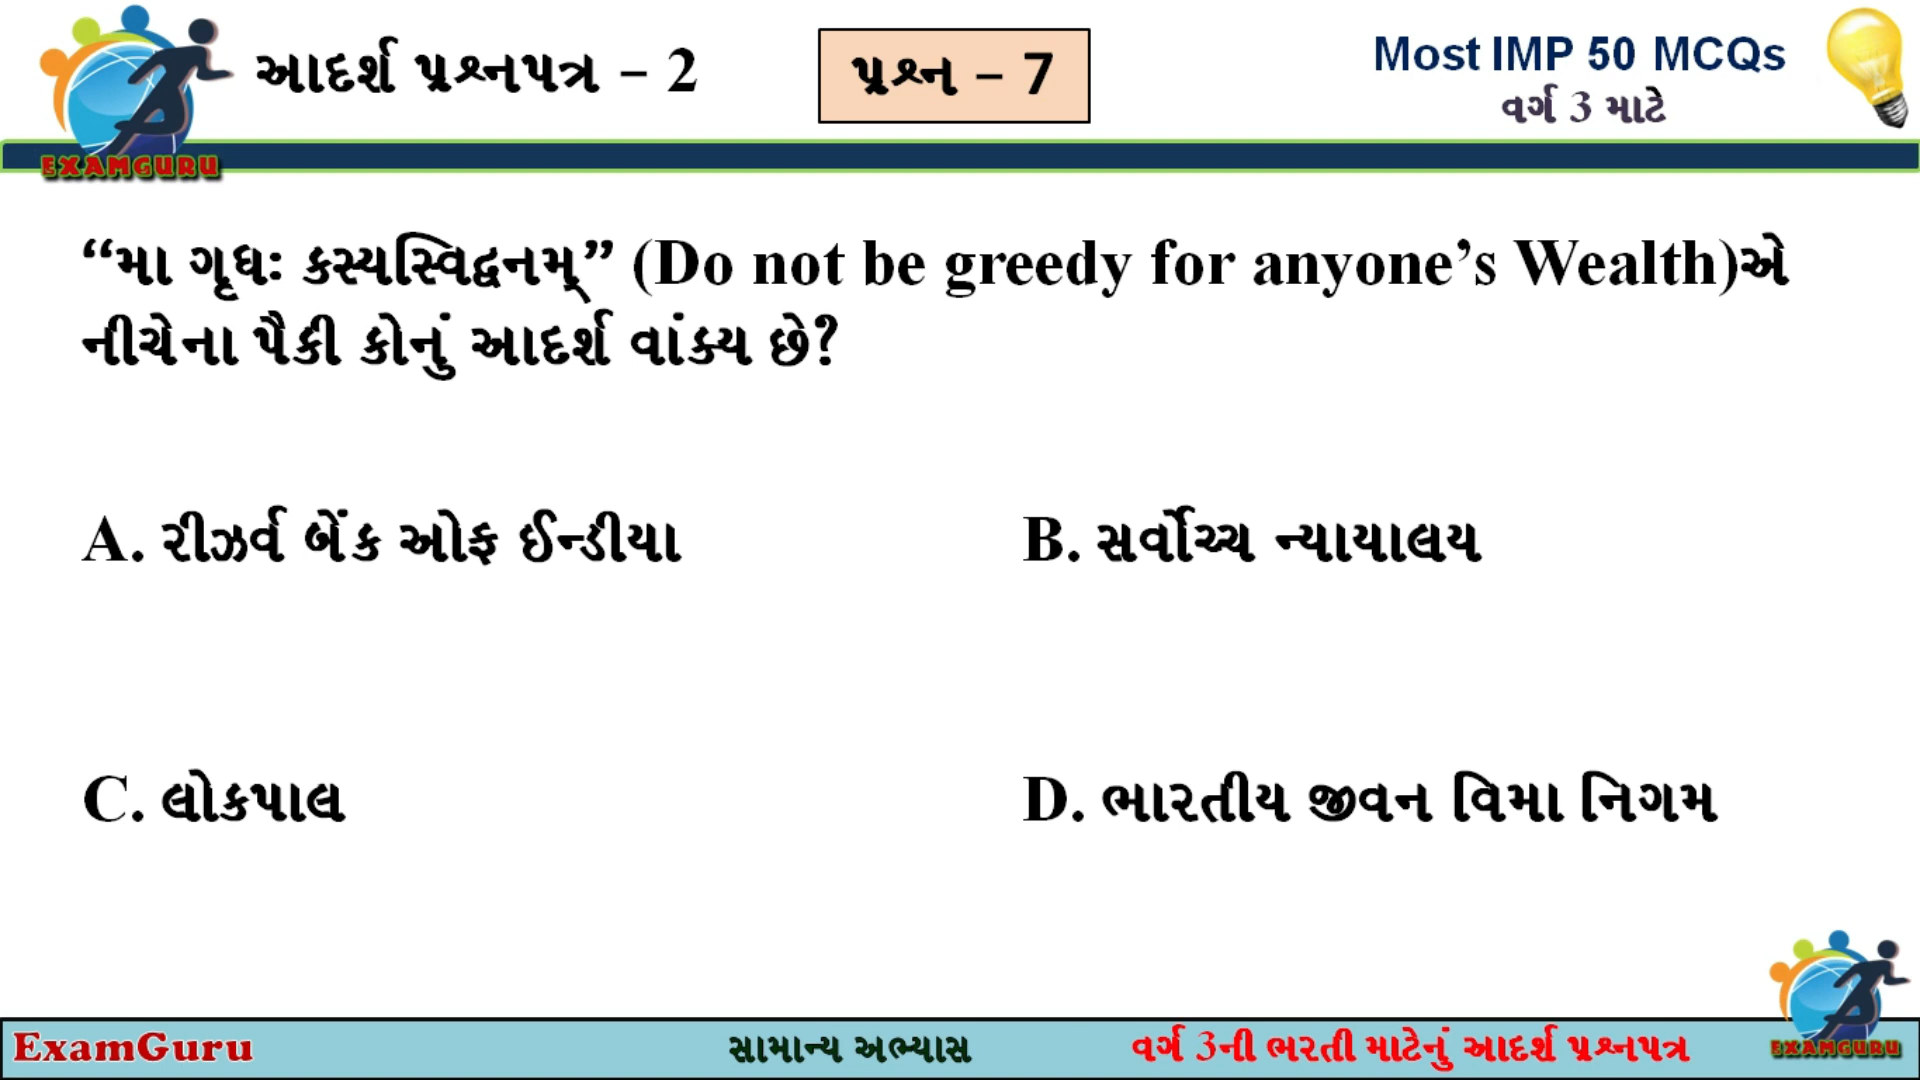 આદર્શ પ્રશ્નપત્ર – 2
પ્રશ્ન – 7
Most IMP 50 MCQs
વર્ગ 3 માટે
EXAMGURU
“મા ગૃધઃ કસ્યસ્વિદ્વનમ્” (Do not be greedy for anyone’s Wealth)એ
નીચેના પૈકી કોનું આદર્શ વાંક્ય છે?
A. રીઝર્વ બેંક ઓફ ઈન્ડીયા
B. સર્વોચ્ચ ન્યાયાલય
C. લોકપાલ
D. ભારતીય જીવન વિમા નિગમ
EXAMGURU
ExamGuru
સામાન્ય અભ્યાસ
વર્ગ 3ની ભરતી માટેનું આદર્શ પ્રશ્નપત્ર